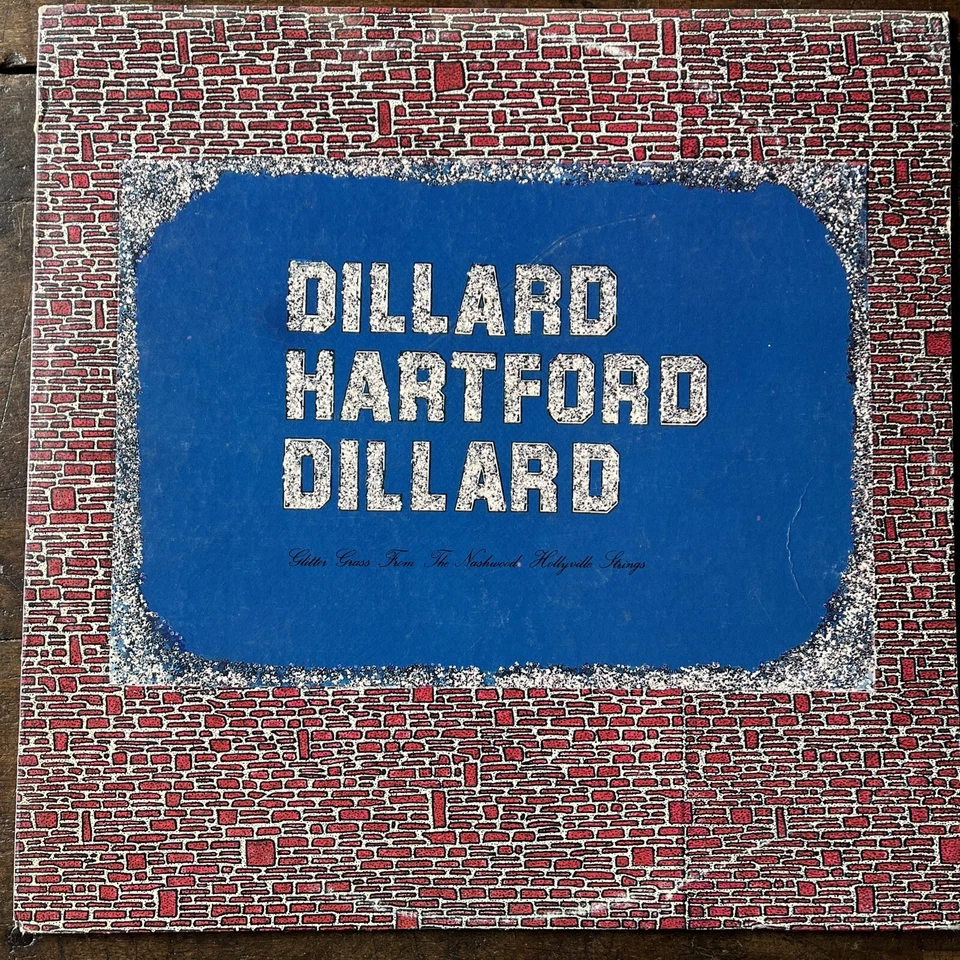 DILLARD
HARTFORD
DILLARD
Glitter Grass From The Nashwood Hollyville Strings